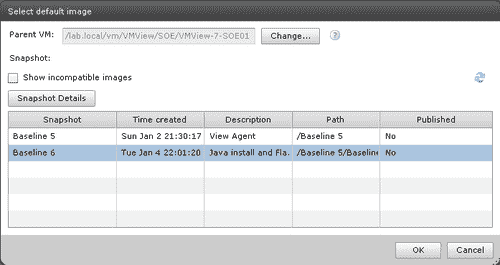 Select default image
Parent VM: /lab.local/vm/VMView/SOE/VMView-7-SOE01 Change... ?
Snapshot:
Show incompatible images
Snapshot Details
Snapshot Time created Description Path Published
Baseline 5 Sun Jan 2 21:30:17 View Agent /Baseline 5 No
Baseline 6 Tue Jan 4 22:01:20 Java install and Fla... /Baseline 5/Baseline No
OK Cancel